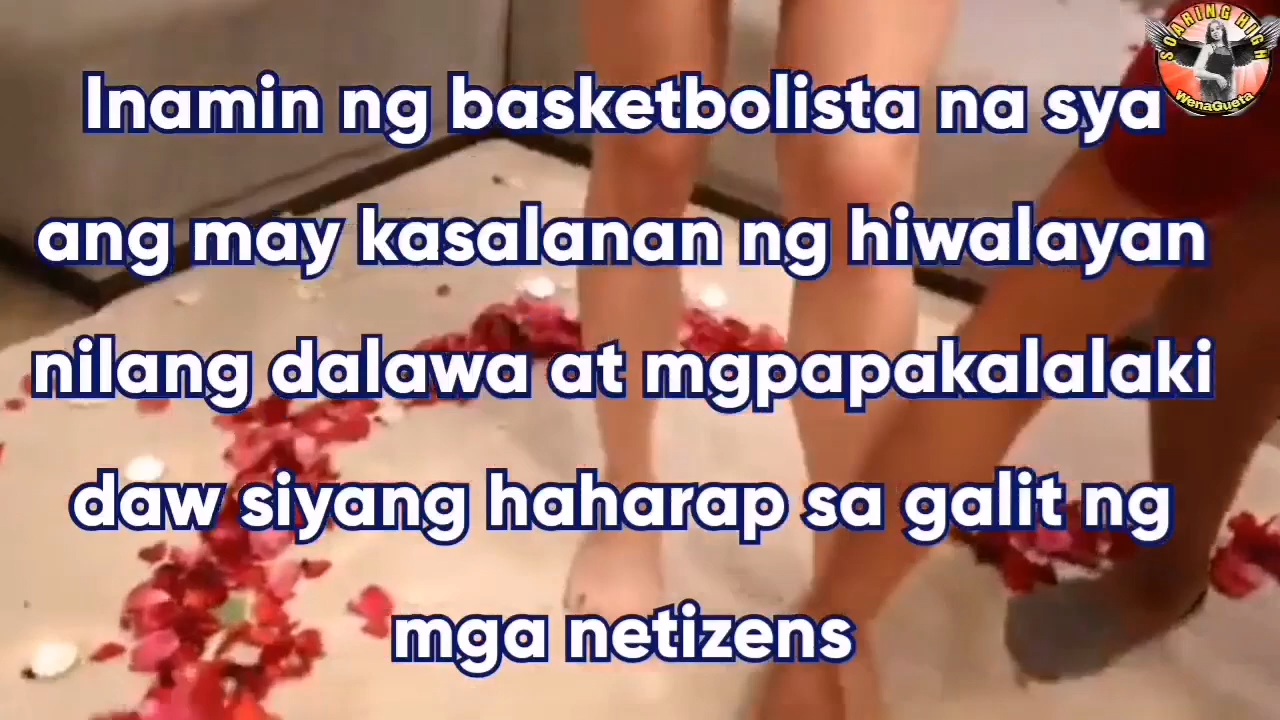 SOARING HIGH
WenaGueta
Inamin ng basketbolista na sya
ang may kasalanan ng hiwalayan
nilang dalawa at mgpapakalalaki
daw siyang haharap sa galit ng
mga netizens